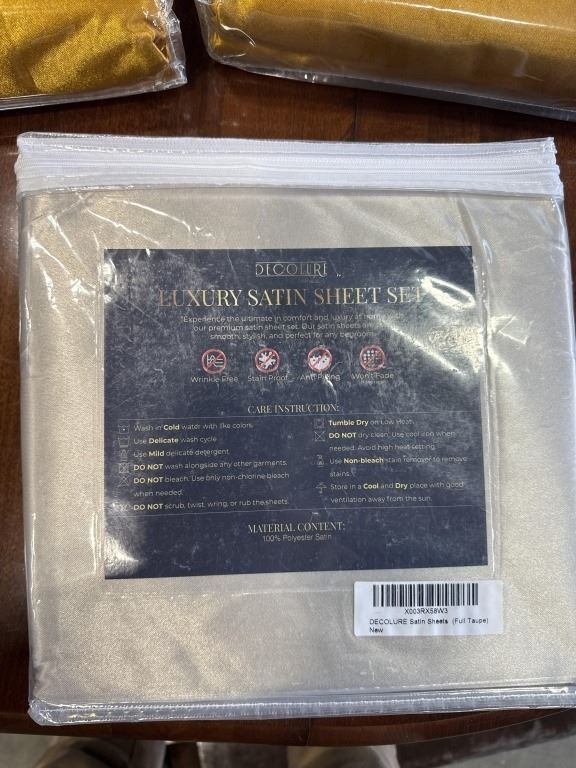 DECOLURE
LUXURY SATIN SHEET SET
"Experience the ultimate in comfort and luxury at home with
our premium satin sheet set. Our satin sheets are
smooth, stylish, and perfect for any bedroom.
Wrinkle Free Stain Proof Anti Pilling Won't Fade
CARE INSTRUCTION:
Wash in Cold water with like colors.
Use Delicate wash cycle
Use Mild delicate detergent.
DO NOT wash alongside any other garments.
DO NOT bleach. Use only non-chlorine bleach
when needed.
DO NOT scrub, twist, wring, or rub the sheets.
Tumble Dry on Low Heat.
DO NOT dry clean. Use cool iron when
needed. Avoid high heat setting.
Use Non-bleach stain remover to remove
stains.
Store in a Cool and Dry place with good
ventilation away from the sun.
MATERIAL CONTENT:
100% Polyester Satin
X003RX58W3
DECOLURE Satin Sheets (Full Taupe)
New